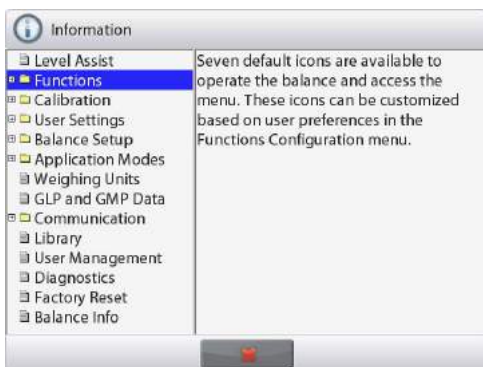 Information
Level Assist
Functions
Calibration
User Settings
Balance Setup
Application Modes
Weighing Units
GLP and GMP Data
Communication
Library
User Management
Diagnostics
Factory Reset
Balance Info
Seven default icons are available to
operate the balance and access the
menu. These icons can be customized
based on user preferences in the
Functions Configuration menu.